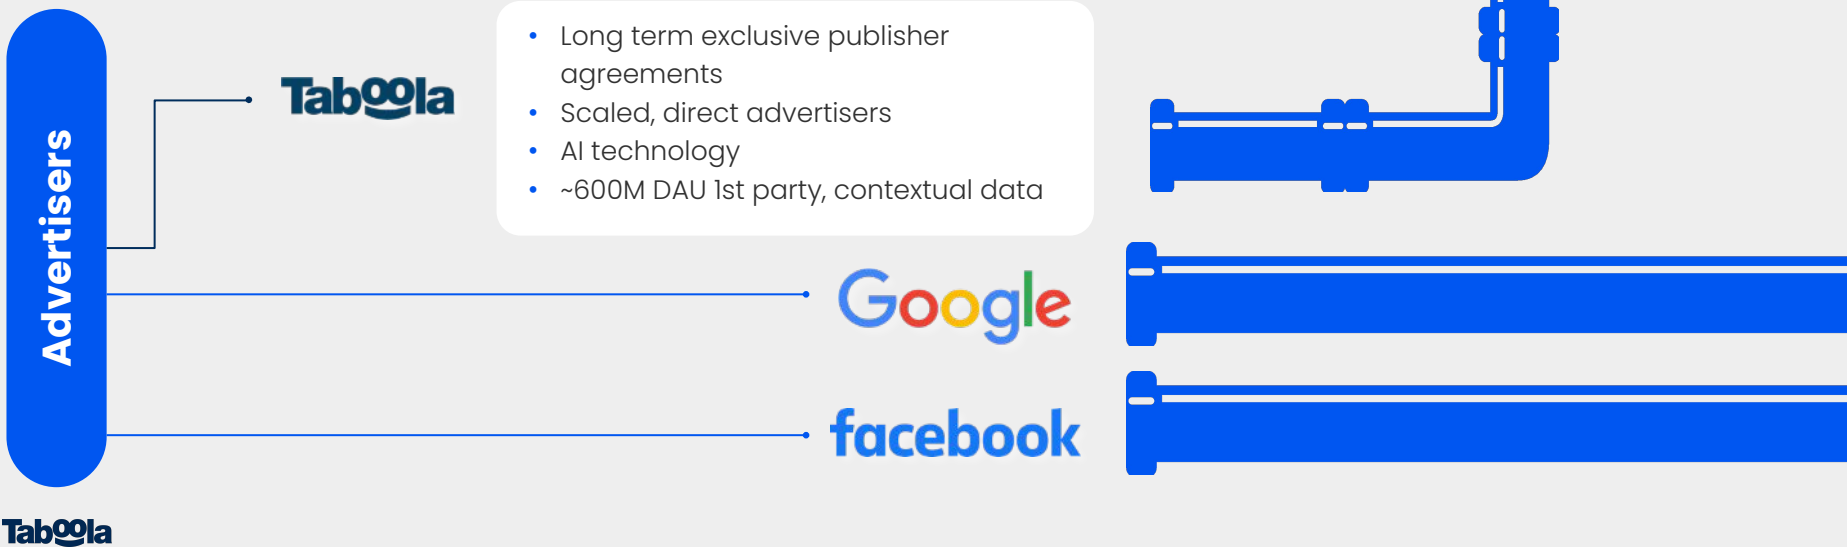 Advertisers
Taboola
• Long term exclusive publisher
agreements
• Scaled, direct advertisers
• AI technology
• ~600M DAU 1st party, contextual data
Google
facebook
Taboola